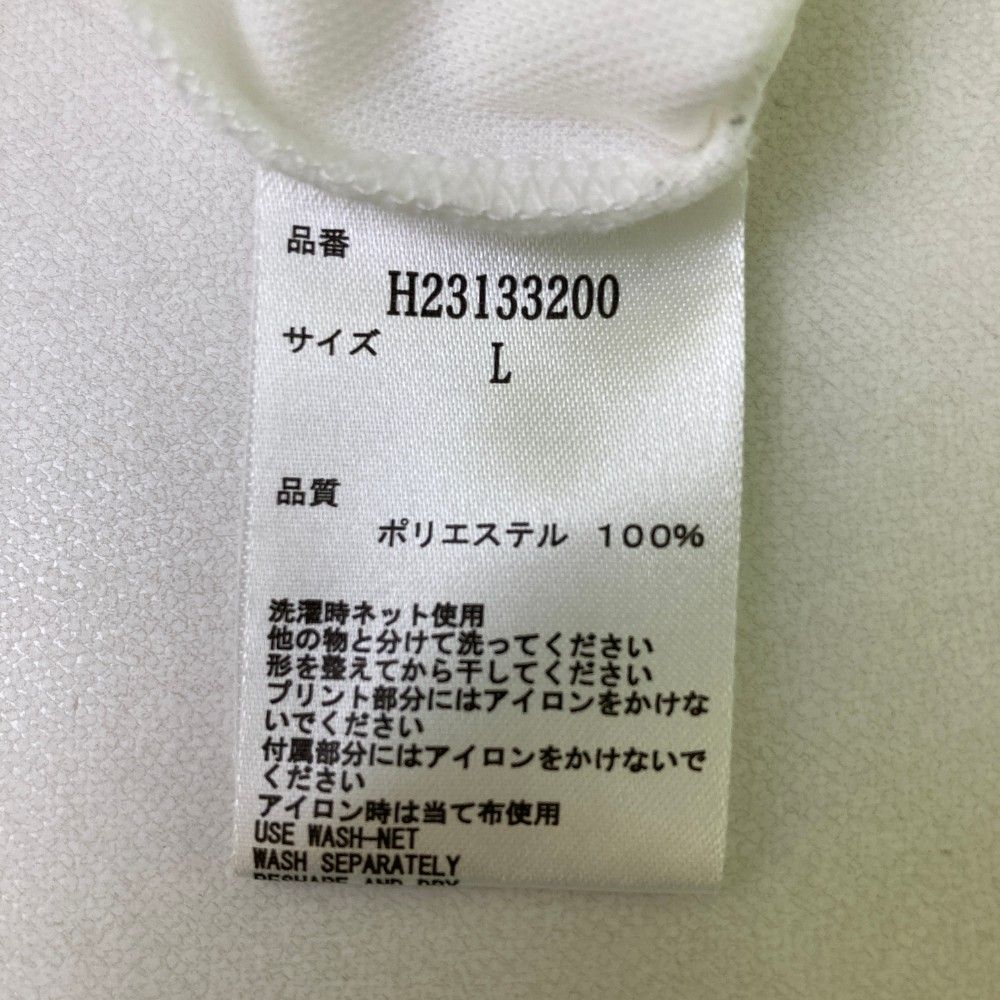 品番
H23133200
サイズ
L
品質
ポリエステル 100%
洗濯時ネット使用
他の物と分けて洗ってください
形を整えてから干してください
プリント部分にはアイロンをかけな
いでください
付属部分にはアイロンをかけないで
ください
アイロン時は当て布使用
USE WASH-NET
WASH SEPARATELY
RESHAPE AND DRY